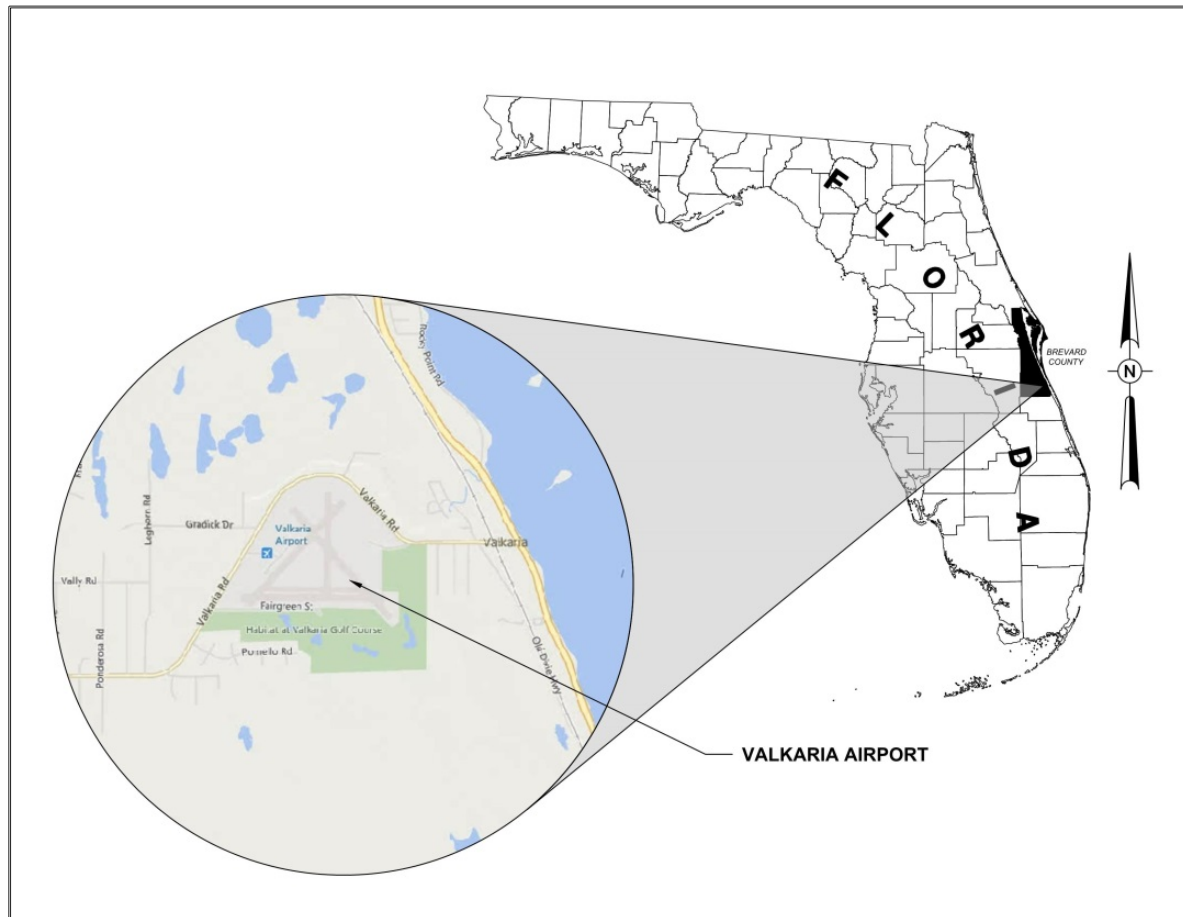 F
L
O
R
I
D
A
BREVARD
COUNTY
N
Rocky Point Rd
Leghorn Rd
Gradick Dr
Valkaria
Airport
Valkaria Rd
Valkaria
Vally Rd
Valkaria Rd
Fairgreen St
Habitat at Valkaria Golf Course
Pomello Rd
Ponderosa Rd
Old Dixie Hwy
VALKARIA AIRPORT